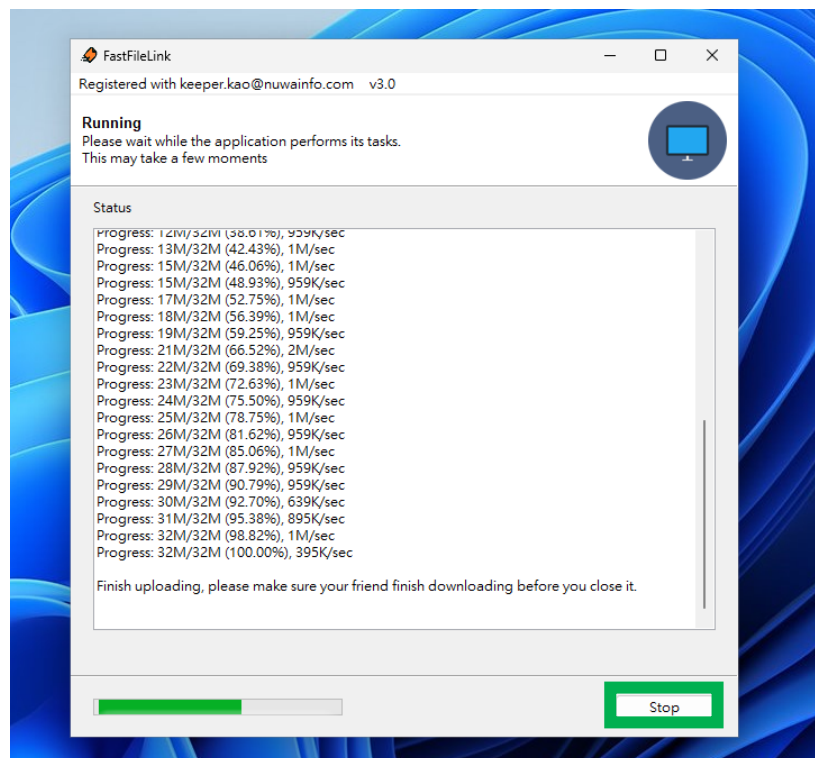 FastFileLink
Registered with keeper.kao@nuwainfo.com v3.0
Running
Please wait while the application performs its tasks.
This may take a few moments
Status
Progress: 12M/32M (38.61%), 959K/sec
Progress: 13M/32M (42.43%), 1M/sec
Progress: 15M/32M (46.06%), 1M/sec
Progress: 15M/32M (48.93%), 959K/sec
Progress: 17M/32M (52.75%), 1M/sec
Progress: 18M/32M (56.39%), 1M/sec
Progress: 19M/32M (59.25%), 959K/sec
Progress: 21M/32M (66.52%), 2M/sec
Progress: 22M/32M (69.38%), 959K/sec
Progress: 23M/32M (72.63%), 1M/sec
Progress: 24M/32M (75.50%), 959K/sec
Progress: 25M/32M (78.75%), 1M/sec
Progress: 26M/32M (81.62%), 959K/sec
Progress: 27M/32M (85.06%), 1M/sec
Progress: 28M/32M (87.92%), 959K/sec
Progress: 29M/32M (90.79%), 959K/sec
Progress: 30M/32M (92.70%), 639K/sec
Progress: 31M/32M (95.38%), 895K/sec
Progress: 32M/32M (98.82%), 1M/sec
Progress: 32M/32M (100.00%), 395K/sec
Finish uploading, please make sure your friend finish downloading before you close it.
Stop